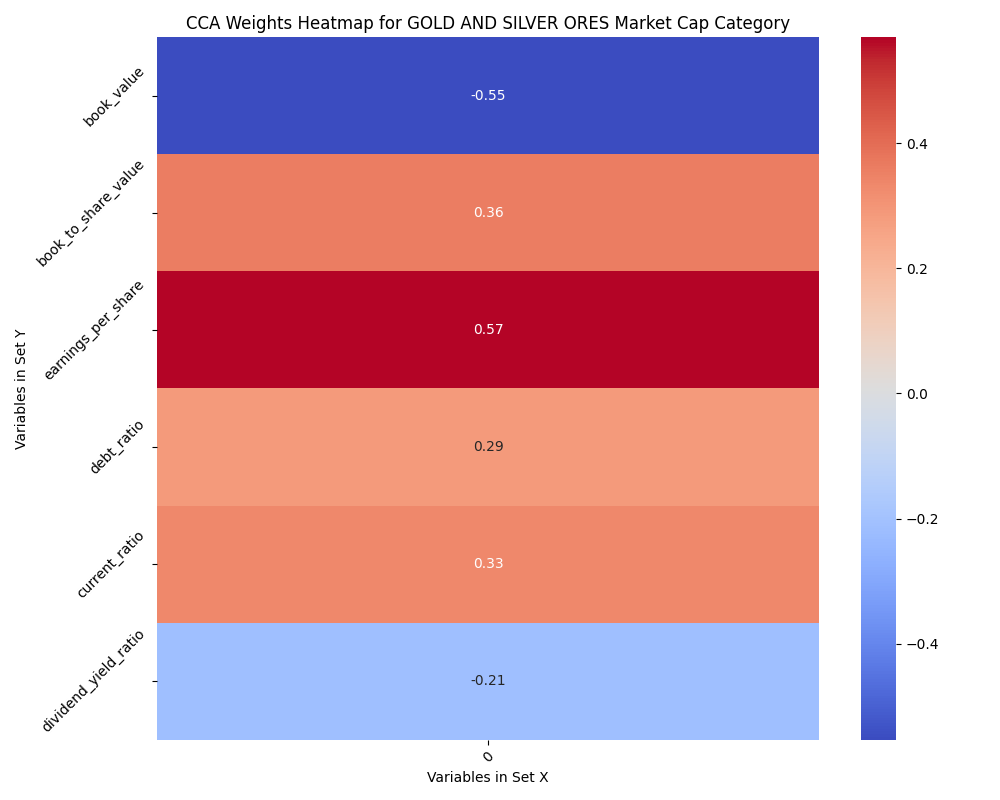 CCA Weights Heatmap for GOLD AND SILVER ORES Market Cap Category
Variables in Set Y
book_value
-0.55
book_to_share_value
0.36
earnings_per_share
0.57
debt_ratio
0.29
current_ratio
0.33
dividend_yield_ratio
-0.21
0
Variables in Set X
0.4
0.2
0.0
−0.2
−0.4